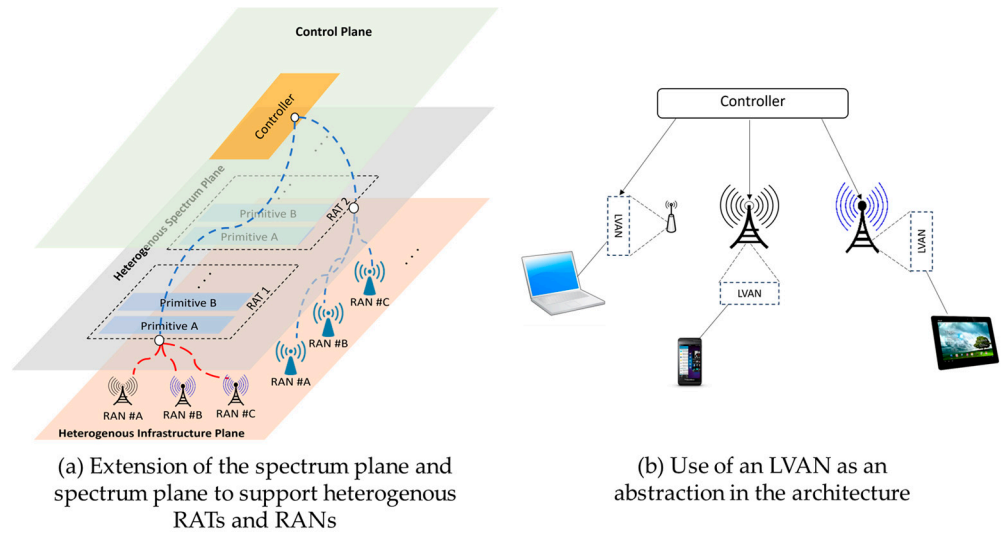 Control Plane
Controller
Heterogenous Spectrum Plane
RAT 2
Primitive B
Primitive A
RAT 1
Primitive B
Primitive A
RAN #C
RAN #B
RAN #A
RAN #A
RAN #B
RAN #C
Heterogenous Infrastructure Plane
(a) Extension of the spectrum plane and
spectrum plane to support heterogenous
RATs and RANs
Controller
LVAN
LVAN
LVAN
(b) Use of an LVAN as an
abstraction in the architecture